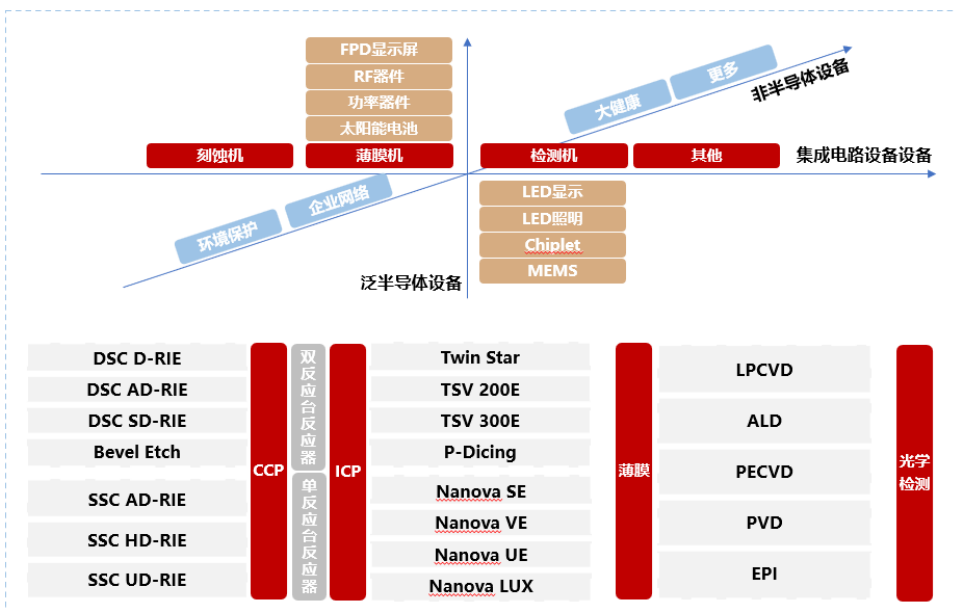 FPD显示屏
RF器件
功率器件
太阳能电池
大健康
更多
非半导体设备
刻蚀机
薄膜机
检测机
其他
集成电路设备设备
环境保护
企业网络
LED显示
LED照明
Chiplet
MEMS
泛半导体设备
DSC D-RIE
DSC AD-RIE
DSC SD-RIE
Bevel Etch
SSC AD-RIE
SSC HD-RIE
SSC UD-RIE
CCP
双反应台反应器
单反应台反应器
ICP
Twin Star
TSV 200E
TSV 300E
P-Dicing
Nanova SE
Nanova VE
Nanova UE
Nanova LUX
薄膜
LPCVD
ALD
PECVD
PVD
EPI
光学
检测